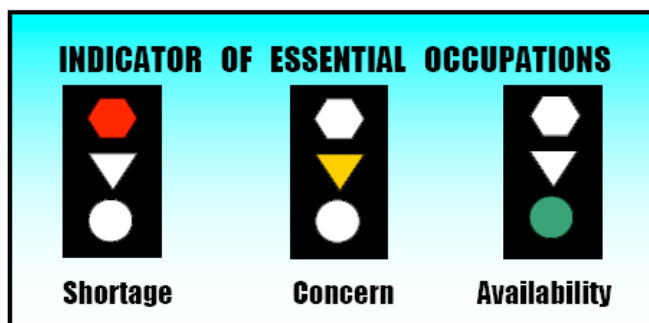 INDICATOR OF ESSENTIAL OCCUPATIONS
Shortage Concern Availability